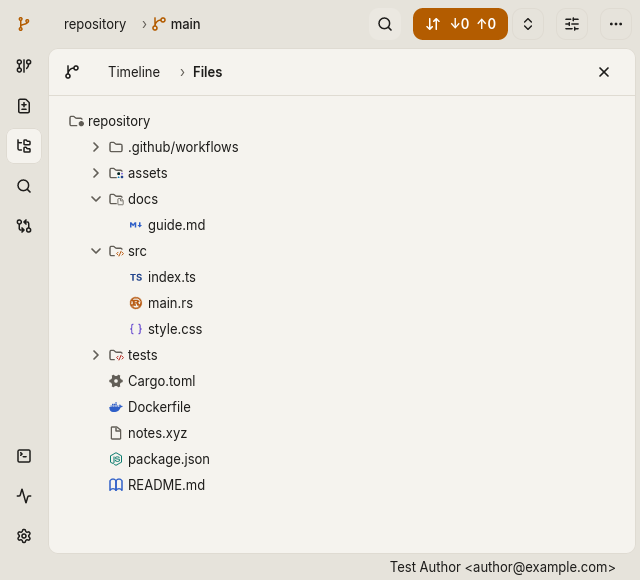 repository › main ↓0 ↑0
Timeline › Files
repository
.github/workflows
assets
docs
guide.md
src
TS index.ts
main.rs
{ } style.css
tests
Cargo.toml
Dockerfile
notes.xyz
package.json
README.md
Test Author <author@example.com>